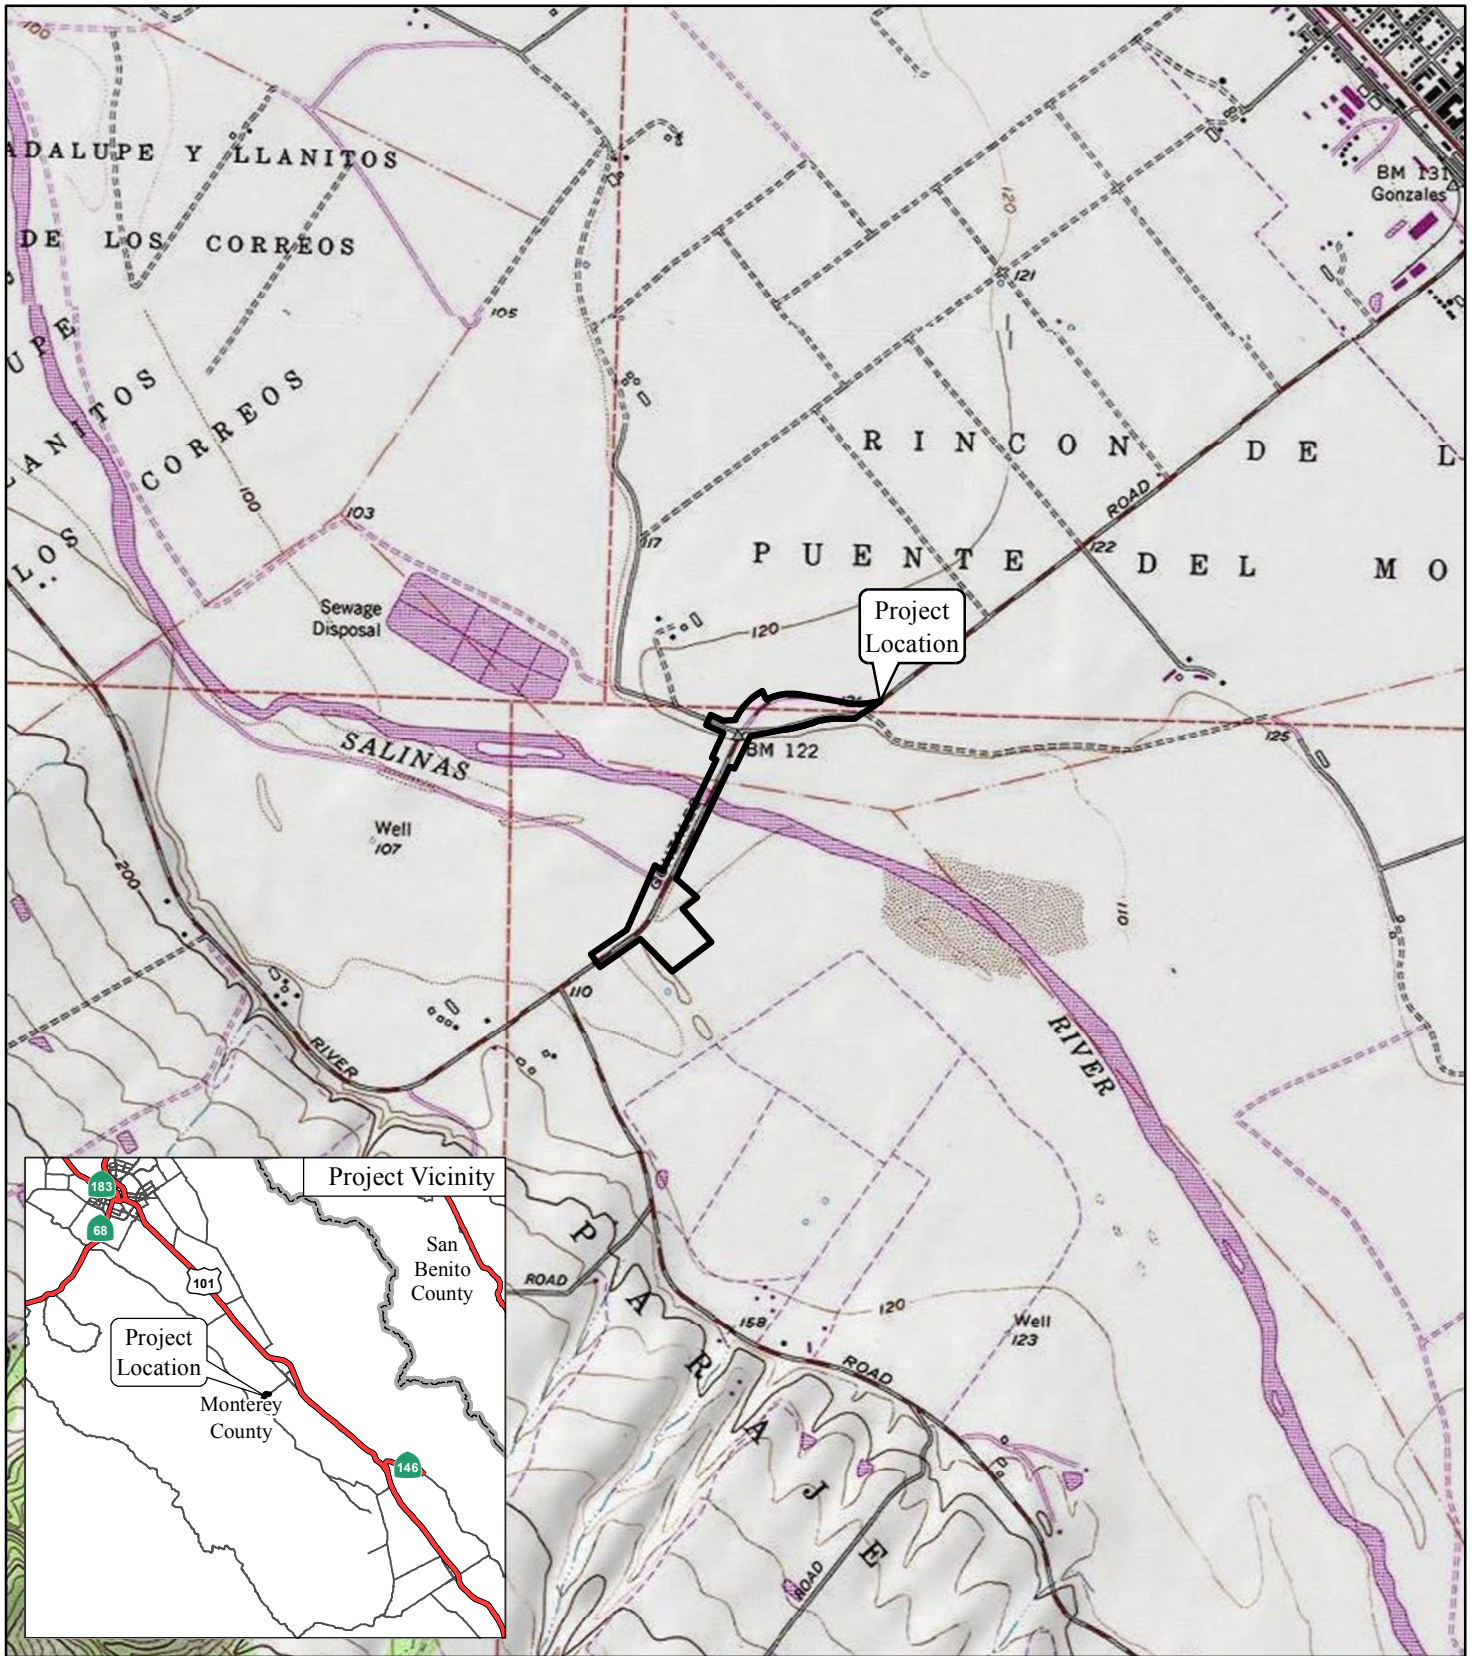 100
ADALUPE Y LLANITOS
DE LOS CORREOS
UPE
LANITOS
CORREOS
LOS
105
103
100
117
120
121
120
BM 131
Gonzales
RINCON DE L
PUENTE DEL MO
ROAD
122
Project
Location
Sewage
Disposal
BM 122
125
SALINAS
Well
107
200
110
110
RIVER
RIVER
Project Vicinity
183
68
101
146
San
Benito
County
Project
Location
Monterey
County
ROAD
PARAJE
158
120
Well
123
ROAD
ROAD